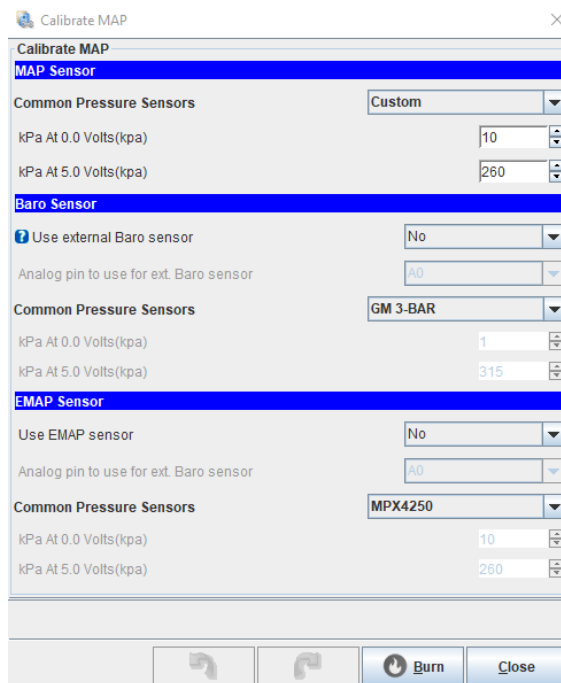 Calibrate MAP
Calibrate MAP
MAP Sensor
Common Pressure Sensors Custom
kPa At 0.0 Volts(kpa) 10
kPa At 5.0 Volts(kpa) 260
Baro Sensor
? Use external Baro sensor No
Analog pin to use for ext. Baro sensor A0
Common Pressure Sensors GM 3-BAR
kPa At 0.0 Volts(kpa) 1
kPa At 5.0 Volts(kpa) 315
EMAP Sensor
Use EMAP sensor No
Analog pin to use for ext. Baro sensor A0
Common Pressure Sensors MPX4250
kPa At 0.0 Volts(kpa) 10
kPa At 5.0 Volts(kpa) 260
Burn Close